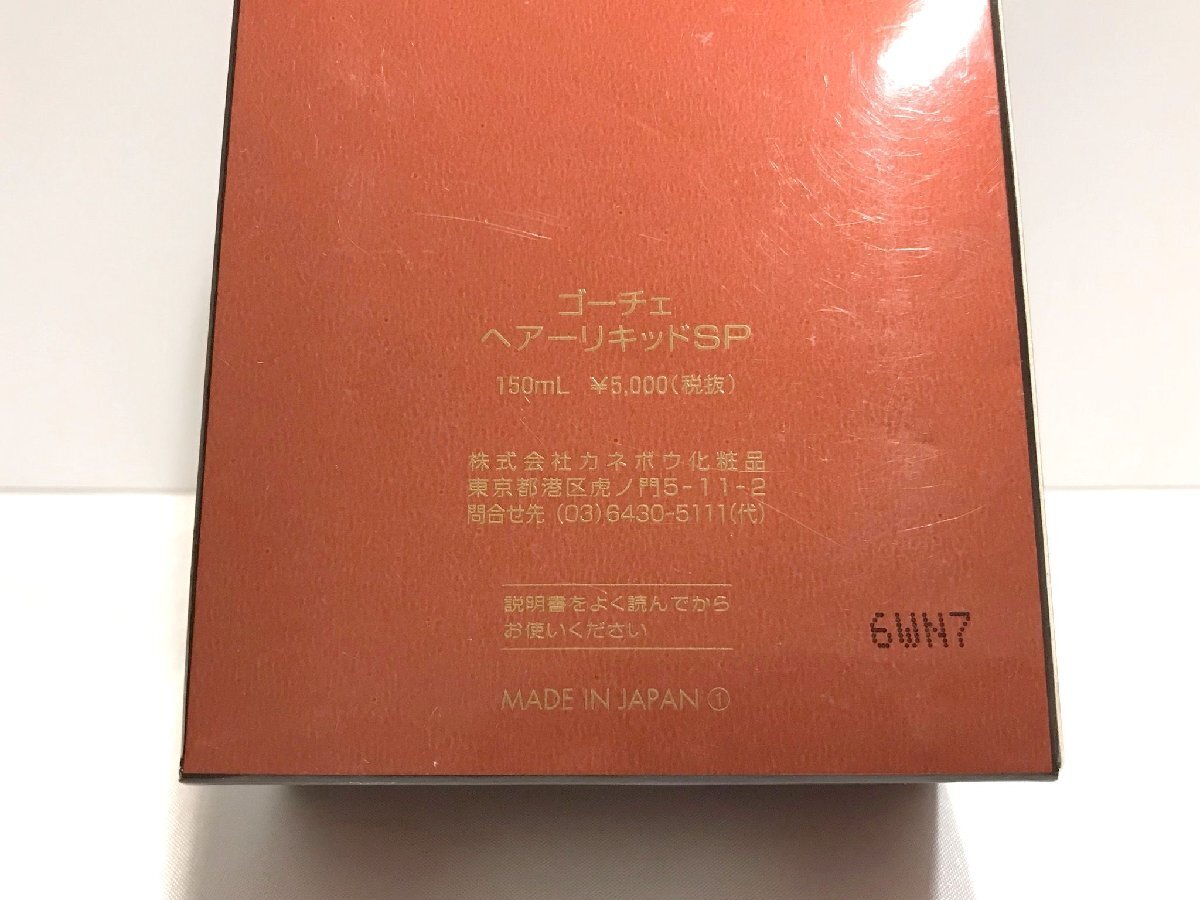 ゴーチェ
ヘアーリキッドSP
150mL ¥5,000(税抜)
株式会社カネボウ化粧品
東京都港区虎ノ門5-11-2
問合せ先 (03)6430-5111(代)
説明書をよく読んでから
お使いください
6WN7
MADE IN JAPAN ①